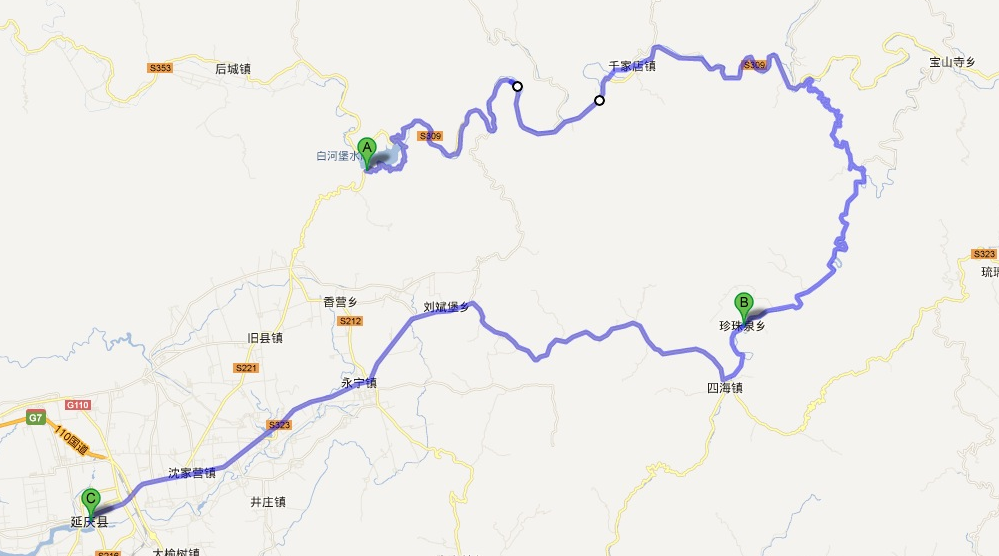 宝山寺乡
S353
后城镇
千家店镇
S309
S309
A
白河堡水
S323
B
香营乡
刘斌堡乡
S212
珍珠泉乡
旧县镇
S221
永宁镇
四海镇
G110
G7
110国道
S323
沈家营镇
C
井庄镇
延庆县
大榆树镇
S216